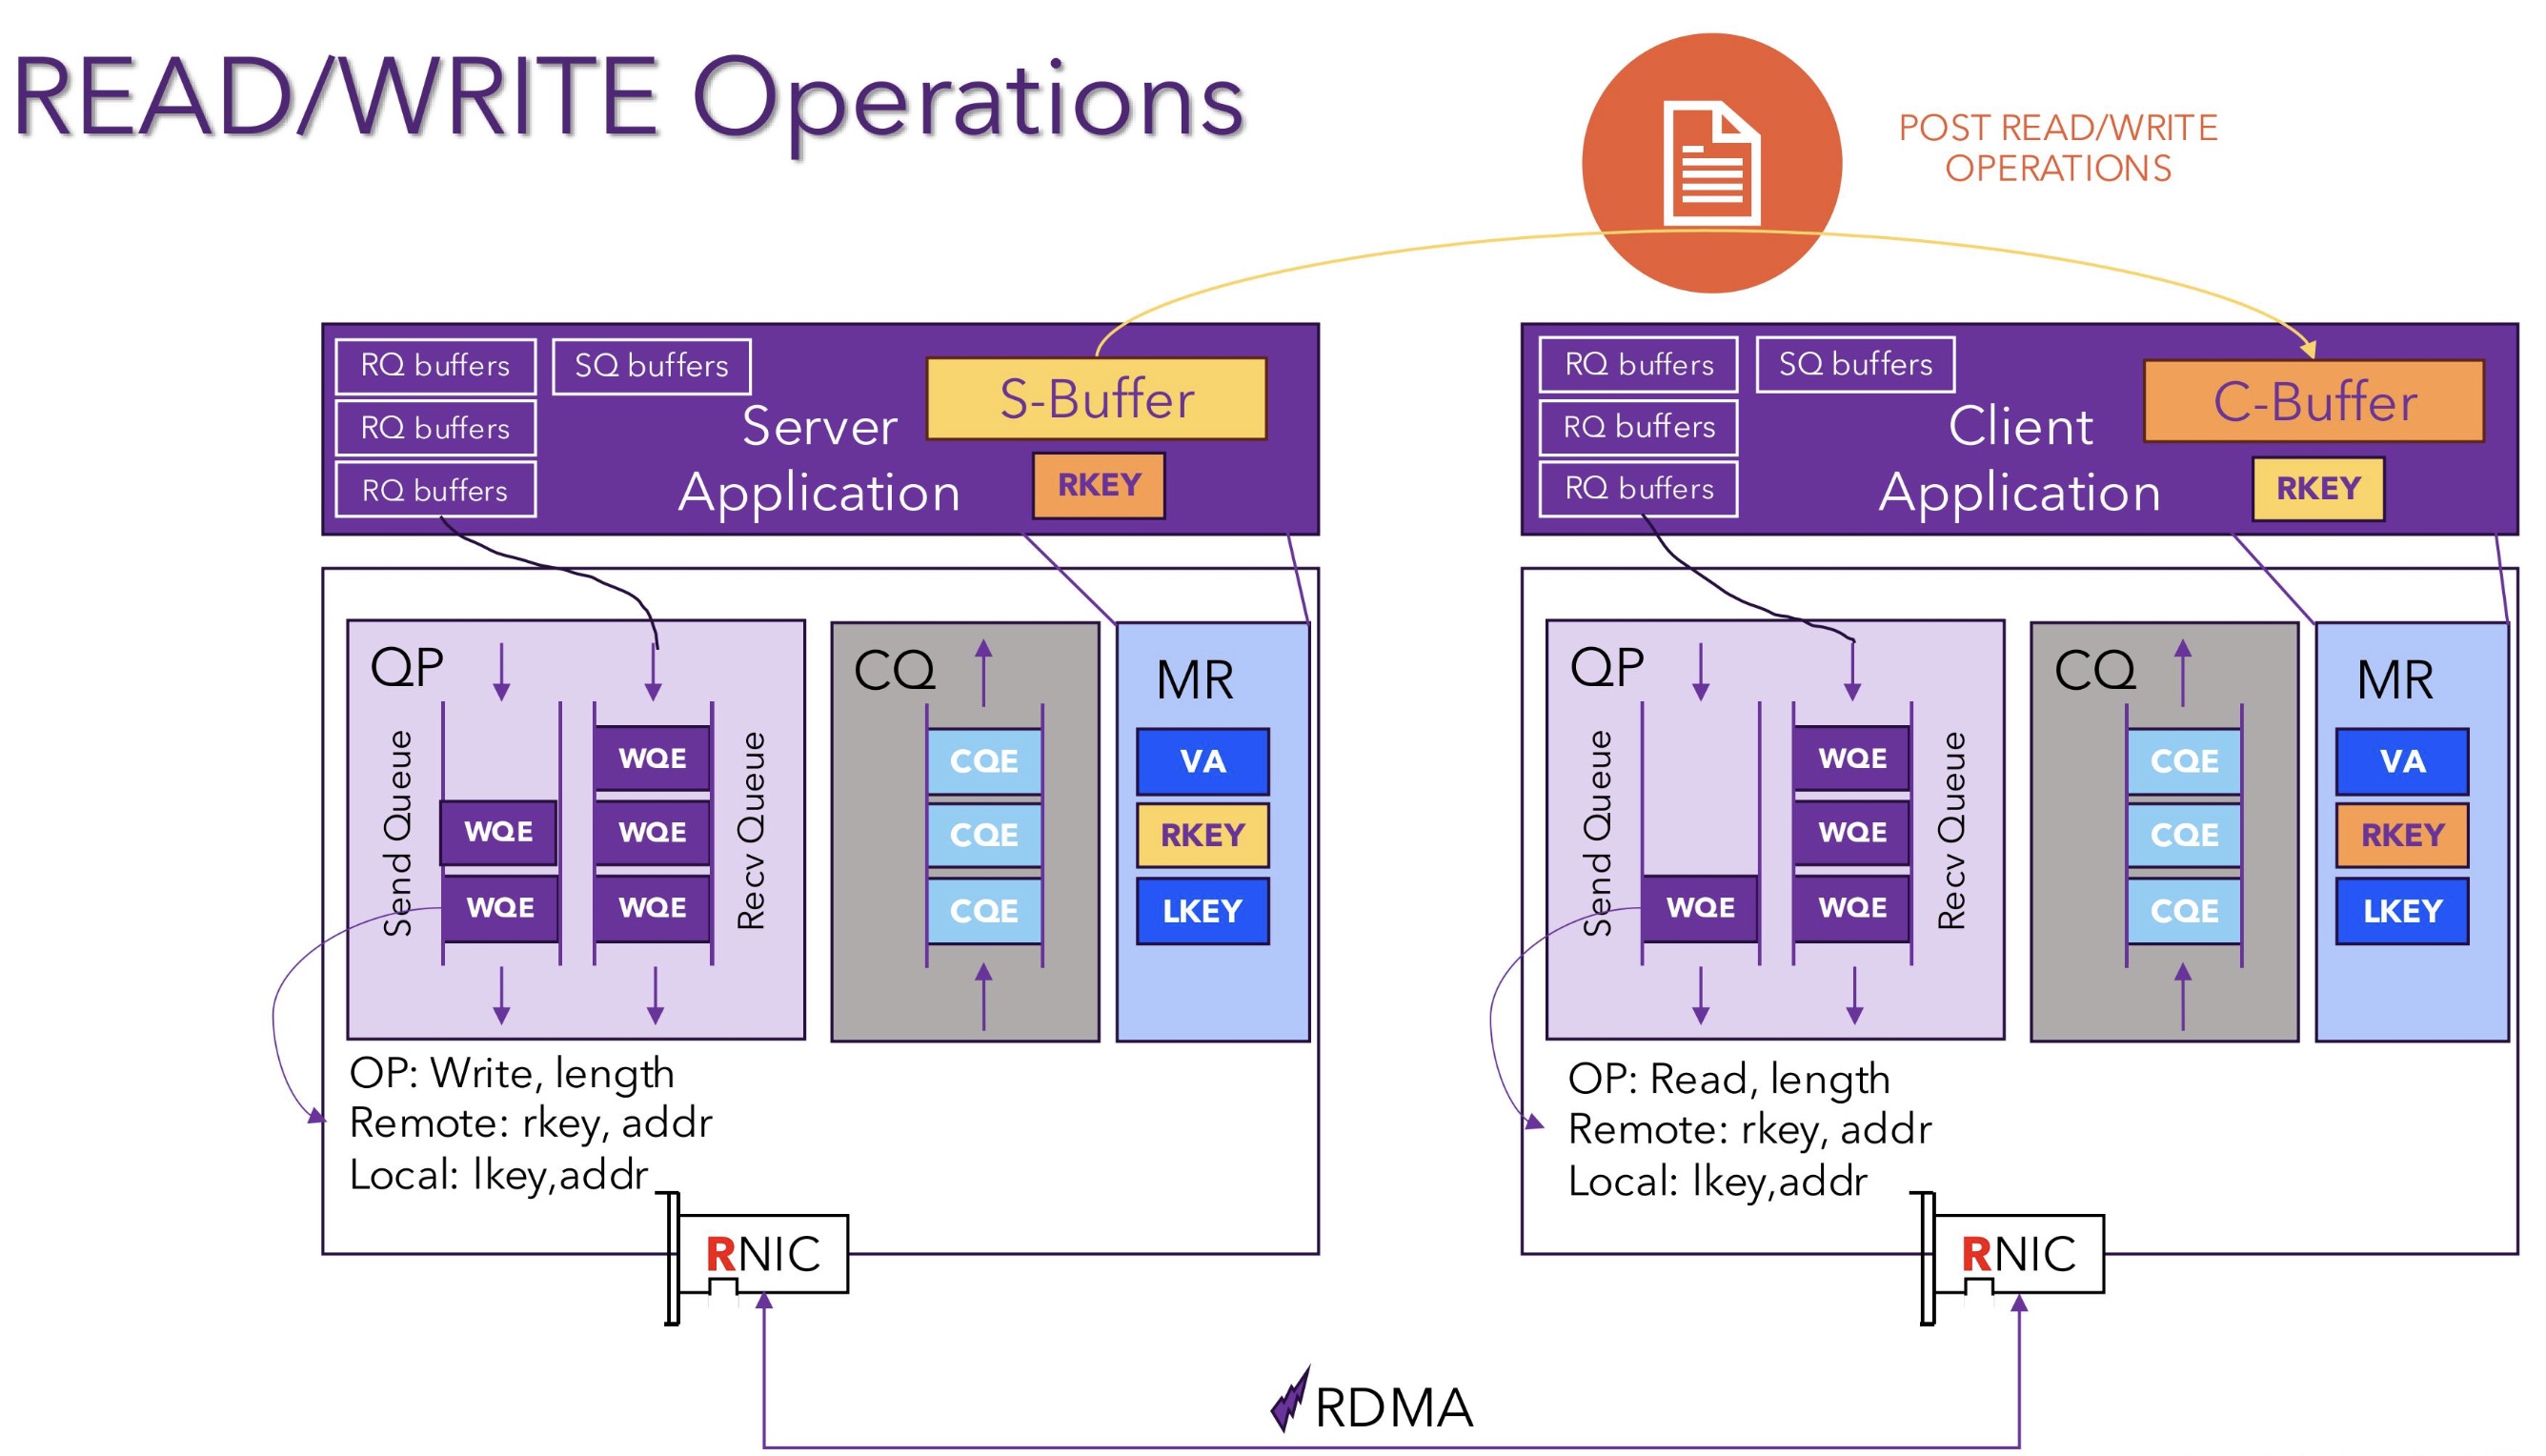 READ/WRITE Operations
POST READ/WRITE
OPERATIONS
RQ buffers
SQ buffers
RQ buffers
RQ buffers
Server
Application
S-Buffer
RKEY
QP
Send Queue
WQE
WQE
WQE
WQE
WQE
Recv Queue
CQ
CQE
CQE
CQE
MR
VA
RKEY
LKEY
OP: Write, length
Remote: rkey, addr
Local: lkey,addr
RNIC
RQ buffers
SQ buffers
RQ buffers
RQ buffers
Client
Application
C-Buffer
RKEY
QP
Send Queue
WQE
WQE
WQE
WQE
Recv Queue
CQ
CQE
CQE
CQE
MR
VA
RKEY
LKEY
OP: Read, length
Remote: rkey, addr
Local: lkey,addr
RNIC
RDMA